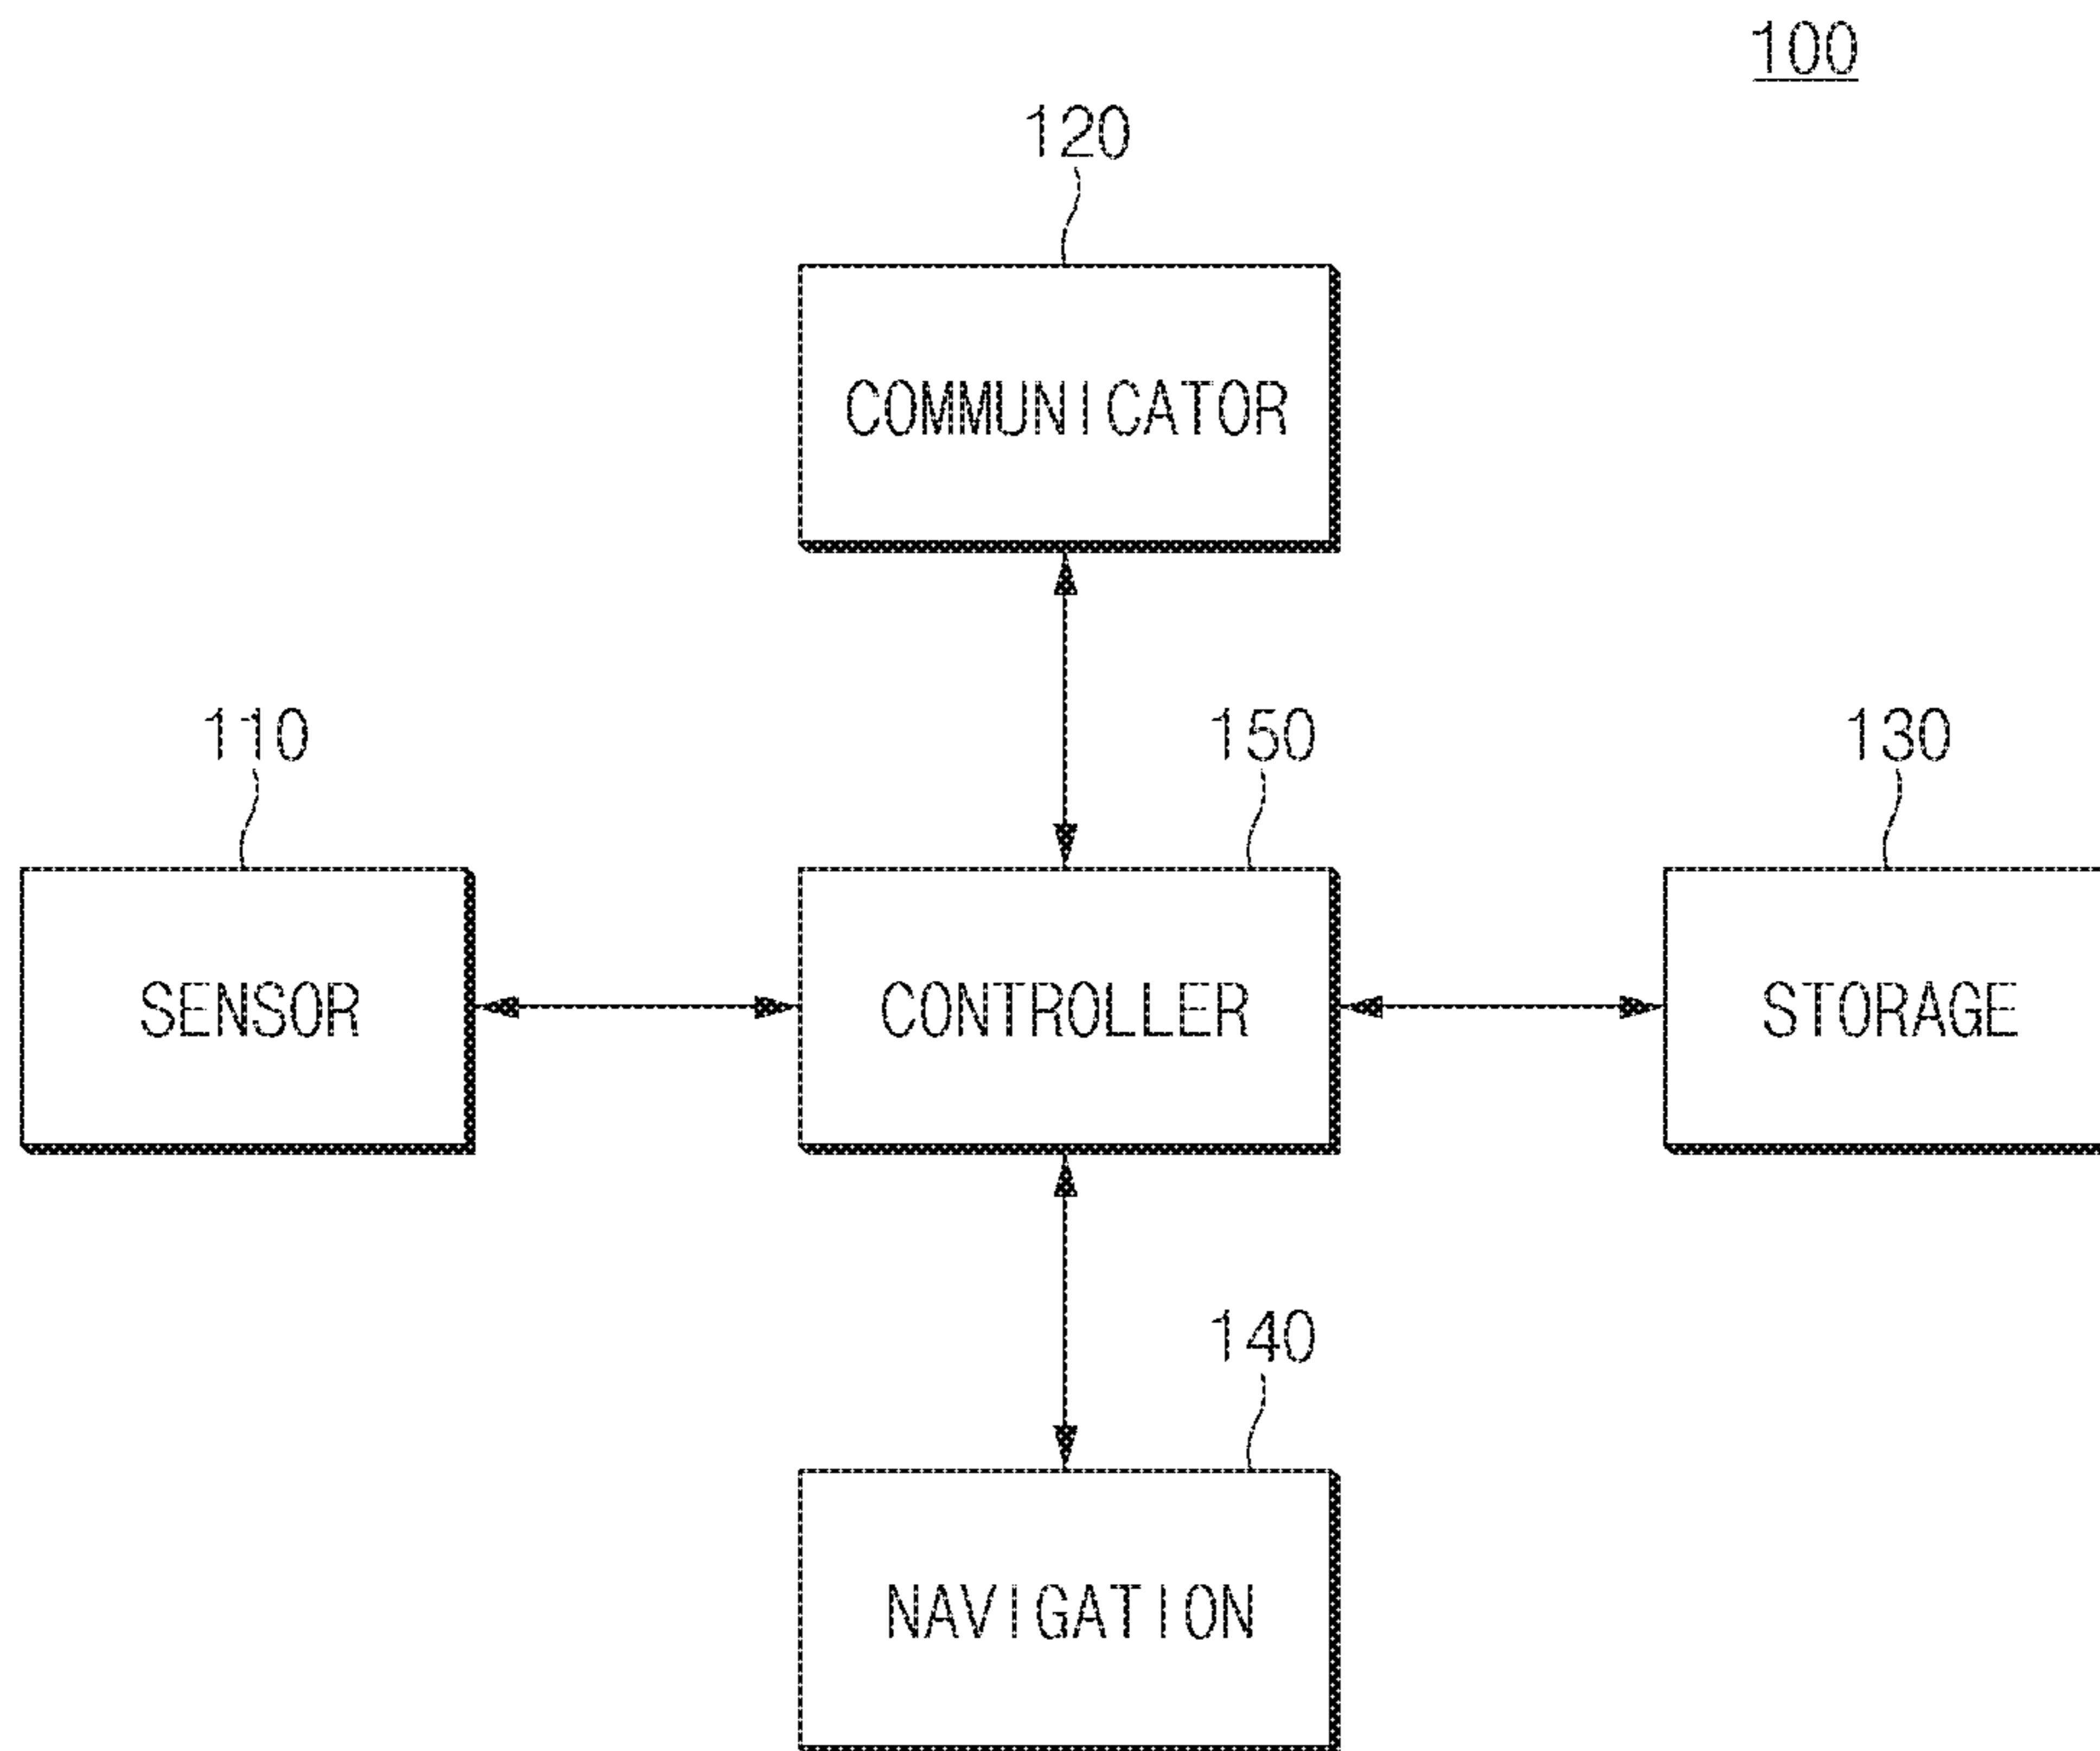 100
120
COMMUNICATOR
110
150
130
SENSOR
CONTROLLER
STORAGE
140
NAVIGATION